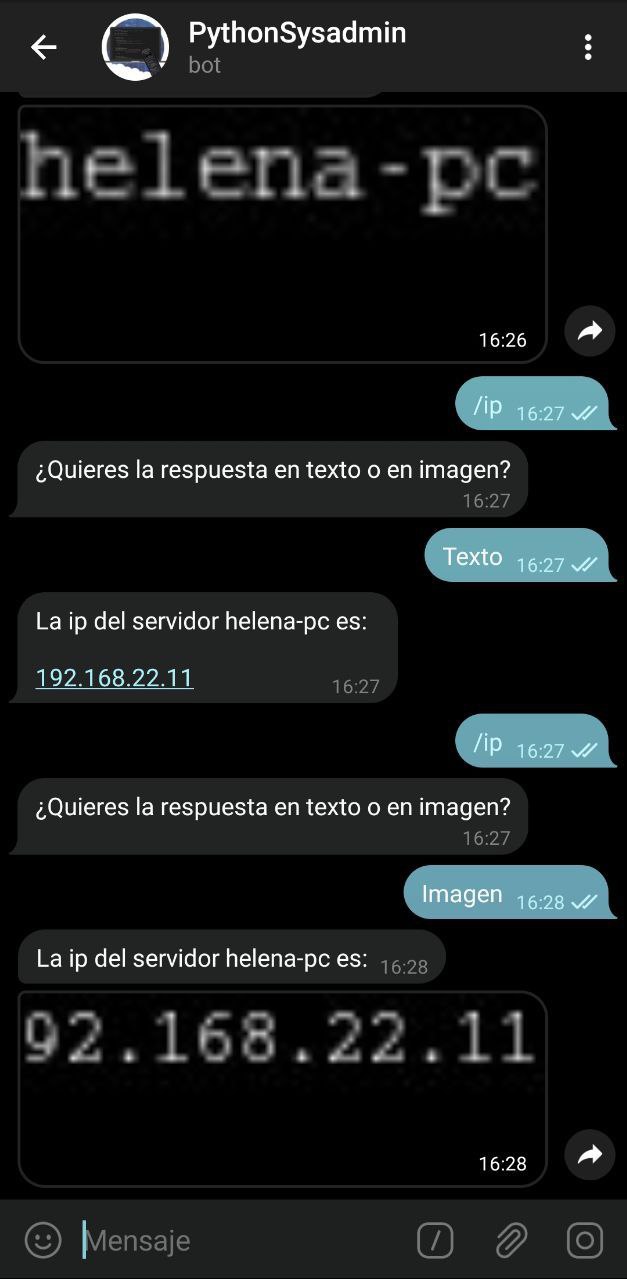 PythonSysadmin
bot
helena-pc
16:26
/ip 16:27
¿Quieres la respuesta en texto o en imagen?
16:27
Texto 16:27
La ip del servidor helena-pc es:
192.168.22.11
16:27
/ip 16:27
¿Quieres la respuesta en texto o en imagen?
16:27
Imagen 16:28
La ip del servidor helena-pc es: 16:28
92.168.22.11
16:28
Mensaje